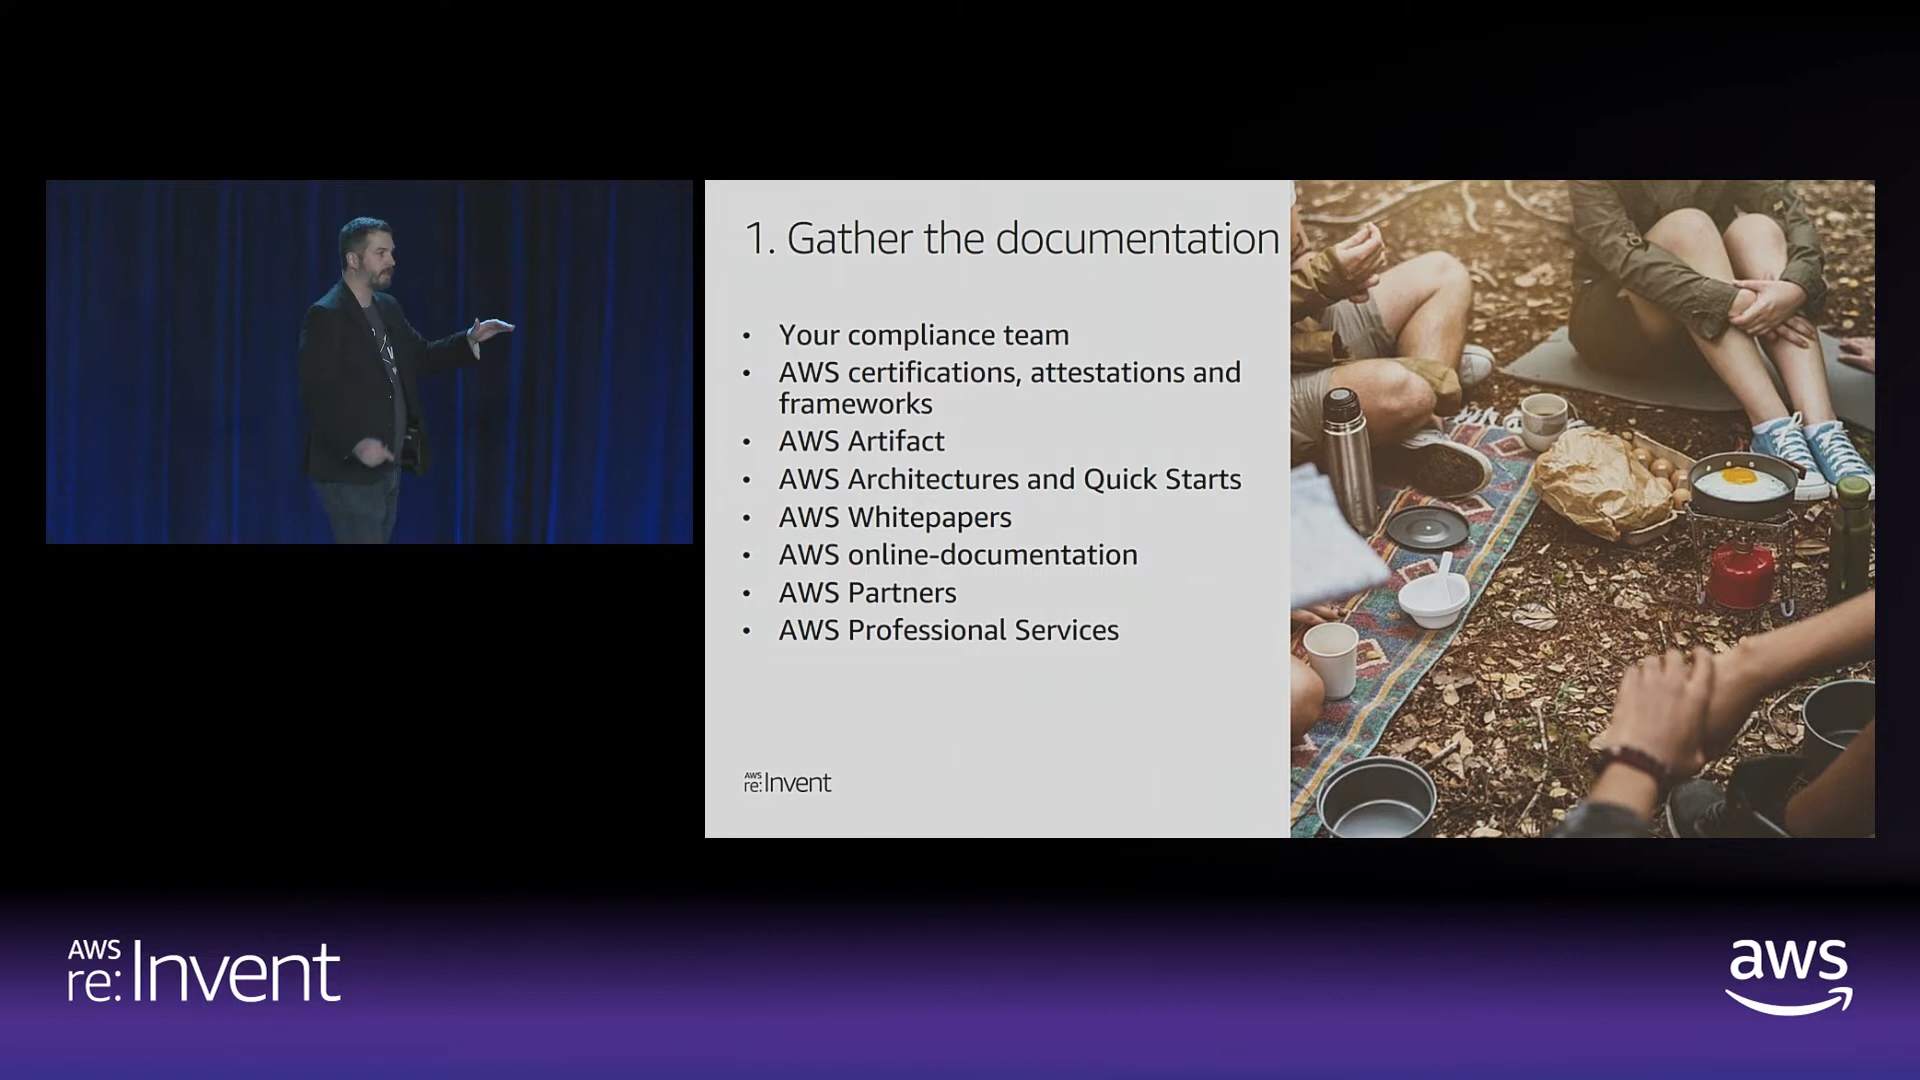 1. Gather the documentation
• Your compliance team
• AWS certifications, attestations and
frameworks
• AWS Artifact
• AWS Architectures and Quick Starts
• AWS Whitepapers
• AWS online-documentation
• AWS Partners
• AWS Professional Services
AWS
re:Invent
AWS
re:Invent
aws